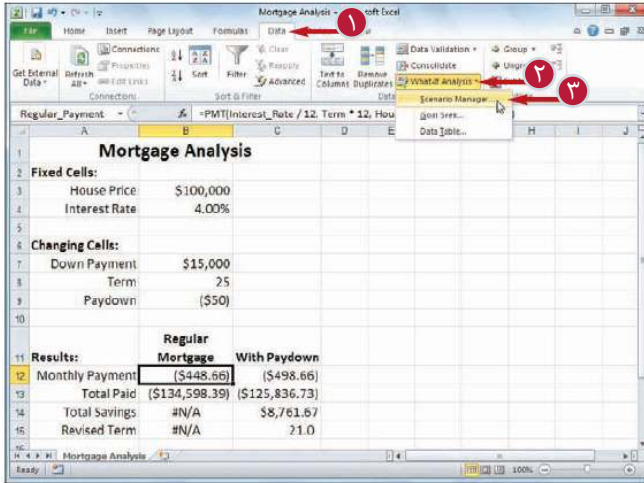 Mortgage Analysis - soft Excel
File Home Insert Page Layout Formulas Data
Get External Data Refresh All Connections Properties Edit Links Sort Filter Clear Reapply Advanced Text to Columns Remove Duplicates Data Validation Consolidate What-If Analysis Group
Connections Sort & Filter
۱
۲
۳
Scenario Manager...
Goal Seek...
Data Table...
Regular_Payment fx =PMT(Interest_Rate / 12, Term * 12, Hou
A B C D E H I J
1 Mortgage Analysis
2 Fixed Cells:
3 House Price $100,000
4 Interest Rate 4.00%
5
6 Changing Cells:
7 Down Payment $15,000
8 Term 25
9 Paydown ($50)
10
11 Results: Regular Mortgage With Paydown
12 Monthly Payment ($448.66) ($498.66)
13 Total Paid ($134,598.39) ($125,836.73)
14 Total Savings #N/A $8,761.67
15 Revised Term #N/A 21.0
Mortgage Analysis
Ready 100%